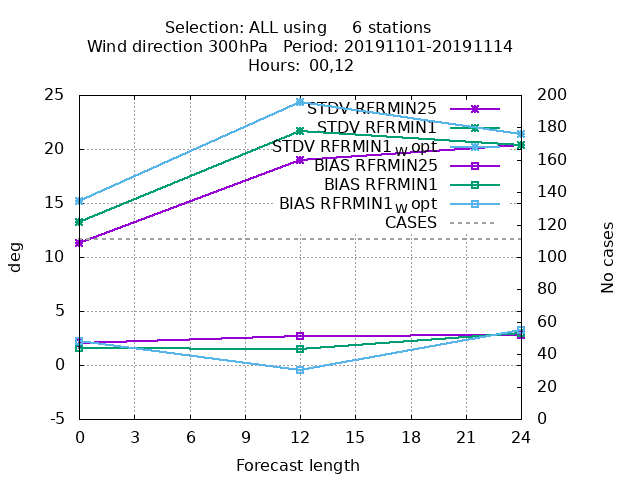 Selection: ALL using 6 stations
Wind direction 300hPa Period: 20191101-20191114
Hours: 00,12
STDV RFRMIN25
STDV RFRMIN1
STDV RFRMIN1_W opt
BIAS RFRMIN25
BIAS RFRMIN1
BIAS RFRMIN1_W opt
CASES
deg
25
20
15
10
5
0
-5
No cases
200
180
160
140
120
100
80
60
40
20
0
0 3 6 9 12 15 18 21 24
Forecast length